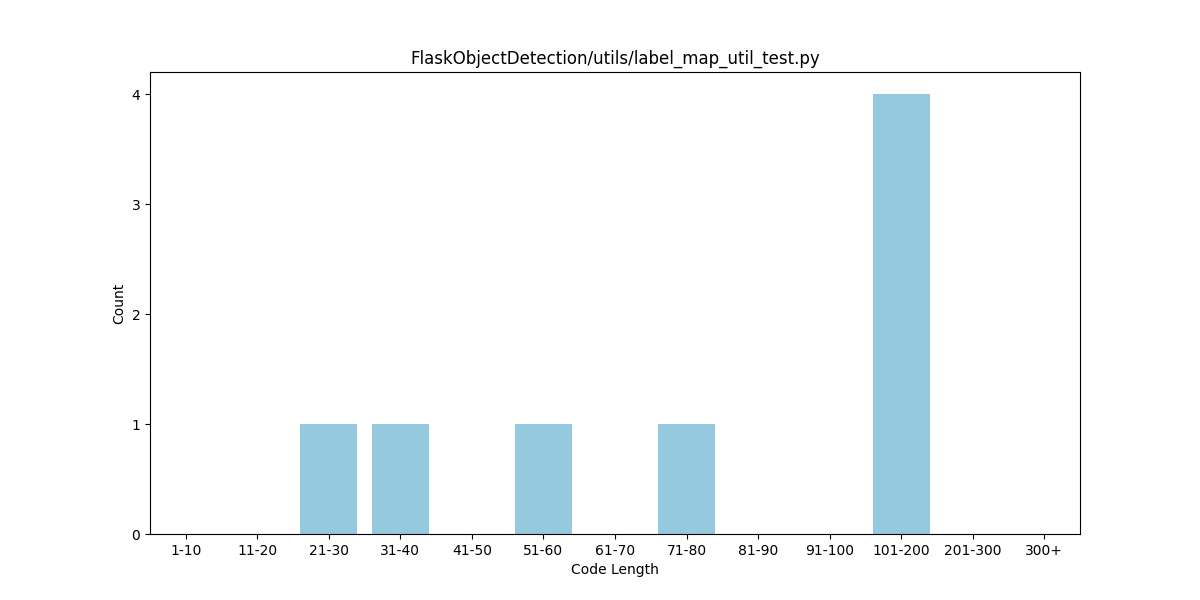 FlaskObjectDetection/utils/label_map_util_test.py
4
3
2
1
0
Count
1-10 11-20 21-30 31-40 41-50 51-60 61-70 71-80 81-90 91-100 101-200 201-300 300+
Code Length